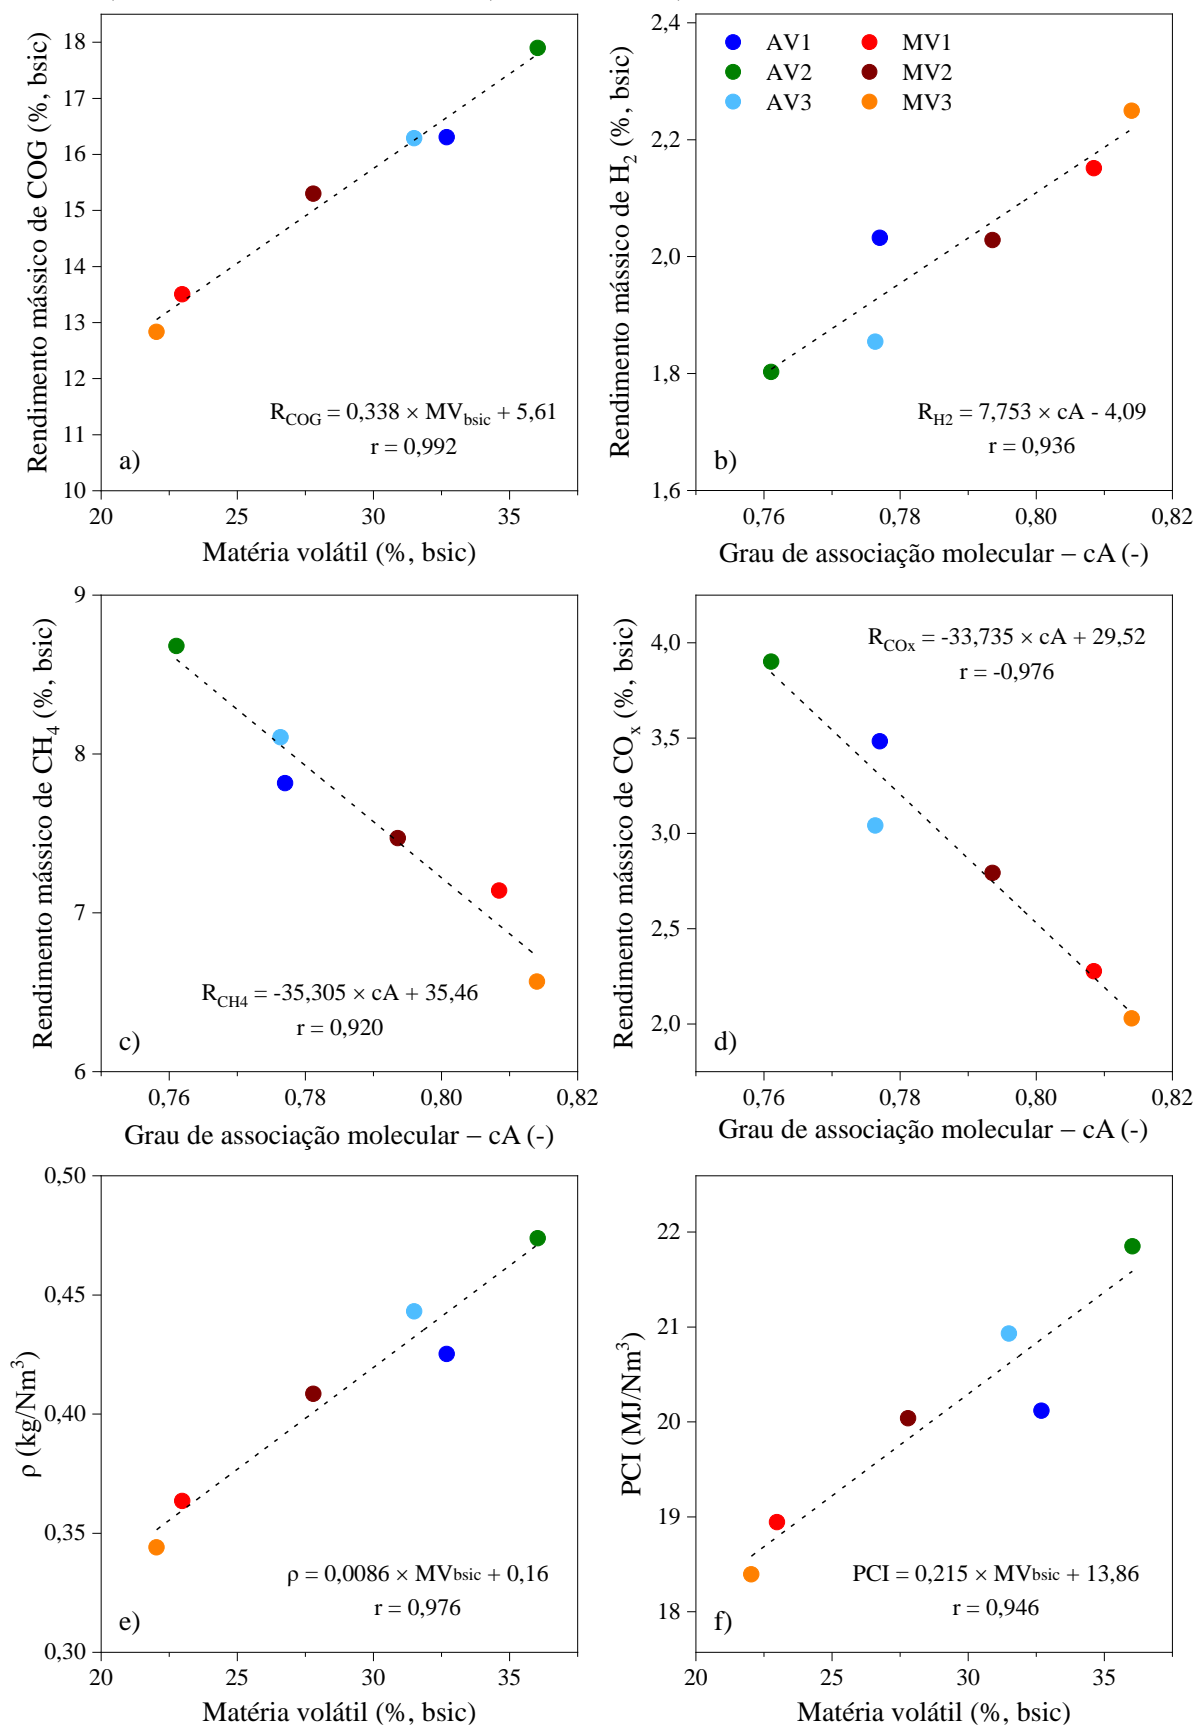 18
17
16
15
14
13
12
11
10
20
25
30
35
Rendimento mássico de COG (%, bsic)
Matéria volátil (%, bsic)
R_COG = 0,338 × MV_bsic + 5,61
r = 0,992
a)
AV1
MV1
AV2
MV2
AV3
MV3
2,4
2,2
2,0
1,8
1,6
0,76
0,78
0,80
0,82
Rendimento mássico de H₂ (%, bsic)
Grau de associação molecular – cA (-)
R_H2 = 7,753 × cA - 4,09
r = 0,936
b)
9
8
7
6
0,76
0,78
0,80
0,82
Rendimento mássico de CH₄ (%, bsic)
Grau de associação molecular – cA (-)
R_CH4 = -35,305 × cA + 35,46
r = 0,920
c)
4,0
3,5
3,0
2,5
2,0
0,76
0,78
0,80
0,82
Rendimento mássico de COₓ (%, bsic)
Grau de associação molecular – cA (-)
R_COx = -33,735 × cA + 29,52
r = -0,976
d)
0,50
0,45
0,40
0,35
0,30
20
25
30
35
ρ (kg/Nm³)
Matéria volátil (%, bsic)
ρ = 0,0086 × MVbsic + 0,16
r = 0,976
e)
22
21
20
19
18
20
25
30
35
PCI (MJ/Nm³)
Matéria volátil (%, bsic)
PCI = 0,215 × MVbsic + 13,86
r = 0,946
f)